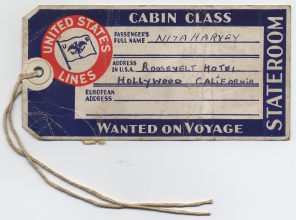 CABIN CLASS
UNITED STATES
LINES
PASSENGER'S
FULL NAME NITA HARVEY
ADDRESS
IN U.S.A. ROOSEVELT HOTEL
HOLLYWOOD CALIFORNIA
EUROPEAN
ADDRESS
WANTED ON VOYAGE
STATEROOM